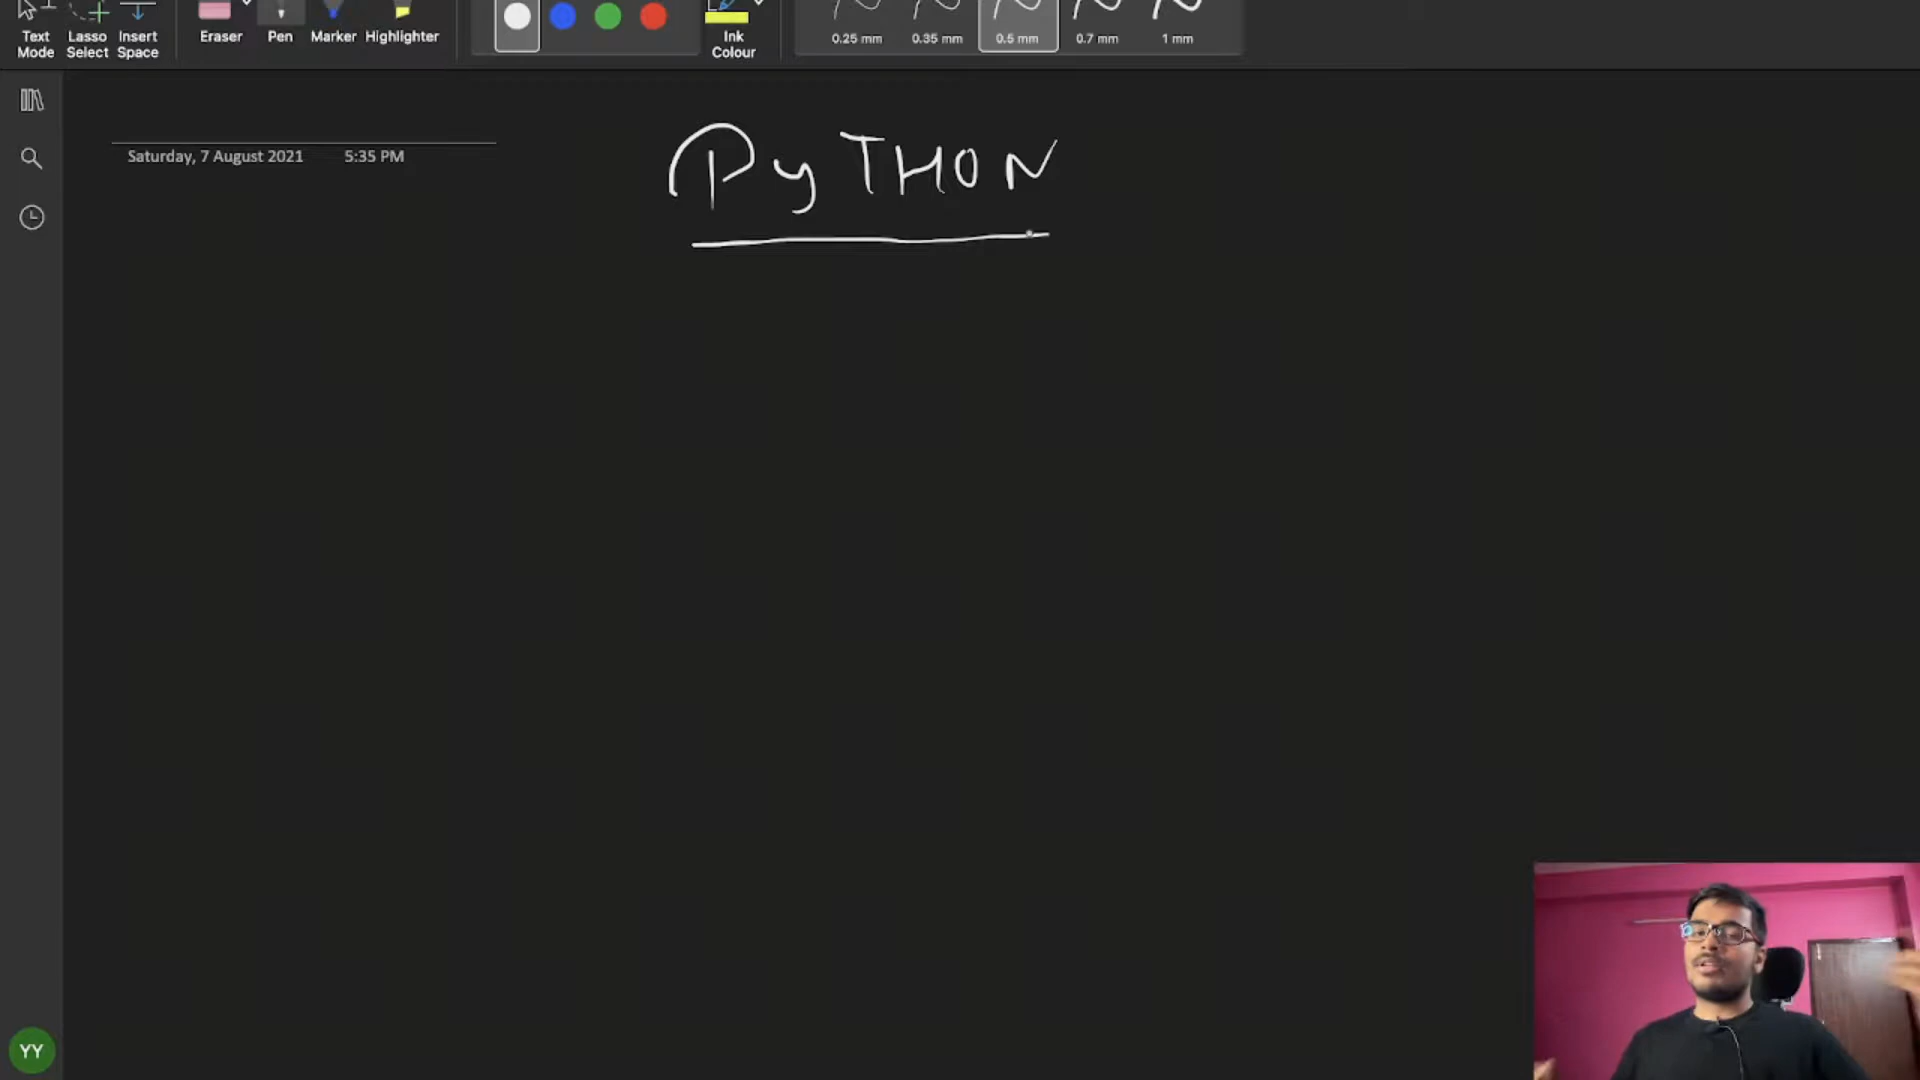 Text Mode
Lasso Select
Insert Space
Eraser
Pen
Marker
Highlighter
Ink Colour
0.25 mm
0.35 mm
0.5 mm
0.7 mm
1 mm
Saturday, 7 August 2021 5:35 PM
PyTHON
YY